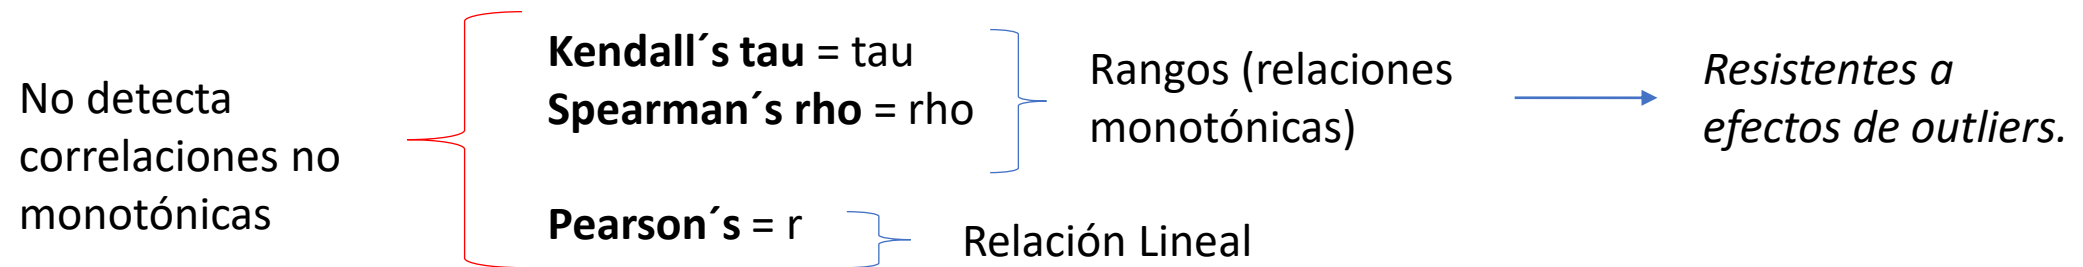 No detecta
correlaciones no
monotónicas
Kendall´s tau = tau
Spearman´s rho = rho
Pearson´s = r
Rangos (relaciones
monotónicas)
Relación Lineal
Resistentes a
efectos de outliers.